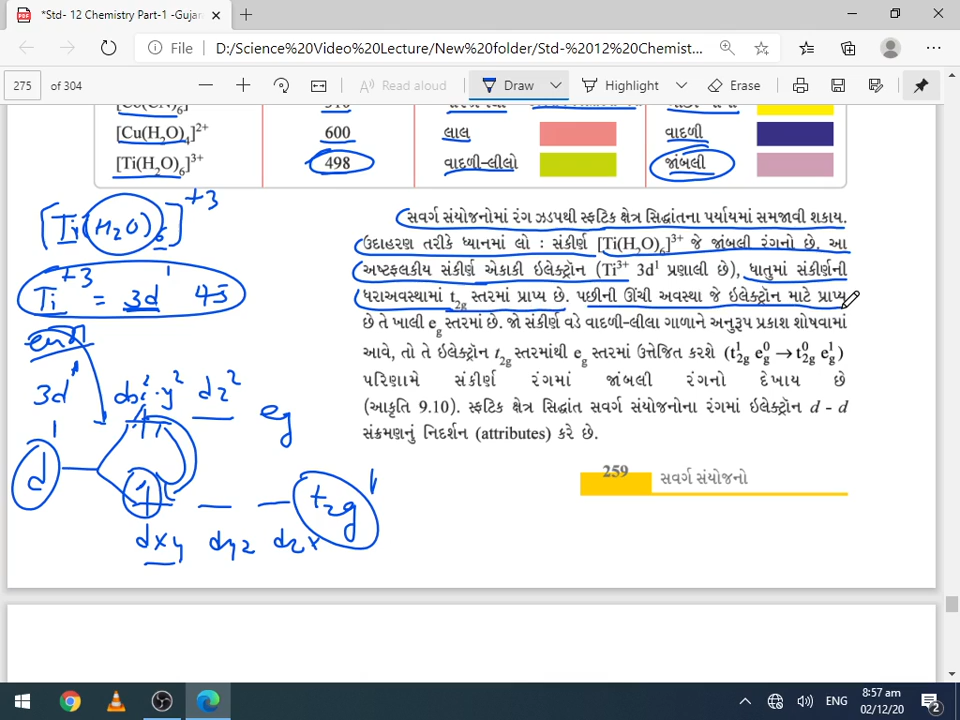 *Std- 12 Chemistry Part-1 -Gujar
File D:/Science%20Video%20Lecture/New%20folder/Std-%2012%20Chemist...
275 of 304 Read aloud Draw Highlight Erase
[Cu(H₂O)₄]²⁺ 600 લાલ વાદળી
[Ti(H₂O)₆]³⁺ 498 વાદળી-લીલો જાંબલી
[Ti(H₂O)₆]⁺³
Ti⁺³ = 3d¹ 4S
3d¹
dx²-y² dz² eg
d¹
t₂g¹
dxy dyz dzx
સવર્ગ સંયોજનોમાં રંગ ઝડપથી સ્ફટિક ક્ષેત્ર સિદ્ધાંતના પર્યાયમાં સમજાવી શકાય.
ઉદાહરણ તરીકે ધ્યાનમાં લો : સંકીર્ણ [Ti(H₂O)₆]³⁺ જે જાંબલી રંગનો છે. આ
અષ્ટફલકીય સંકીર્ણ એકાકી ઇલેક્ટ્રૉન (Ti³⁺ 3d¹ પ્રણાલી છે), ધાતુમાં સંકીર્ણની
ધરાઅવસ્થામાં t₂g સ્તરમાં પ્રાપ્ય છે. પછીની ઊંચી અવસ્થા જે ઇલેક્ટ્રૉન માટે પ્રાપ્ય
છે તે ખાલી eg સ્તરમાં છે. જો સંકીર્ણ વડે વાદળી-લીલા ગાળાને અનુરૂપ પ્રકાશ શોષવામાં
આવે, તો તે ઇલેક્ટ્રૉન t₂g સ્તરમાંથી eg સ્તરમાં ઉત્તેજિત કરશે (t¹₂g e⁰g → t⁰₂g e¹g)
પરિણામે સંકીર્ણ રંગમાં જાંબલી રંગનો દેખાય છે
(આકૃતિ 9.10). સ્ફટિક ક્ષેત્ર સિદ્ધાંત સવર્ગ સંયોજનોના રંગમાં ઇલેક્ટ્રૉન d - d
સંક્રમણનું નિદર્શન (attributes) કરે છે.
259 સવર્ગ સંયોજનો
ENG 8:57 am
02/12/20
2